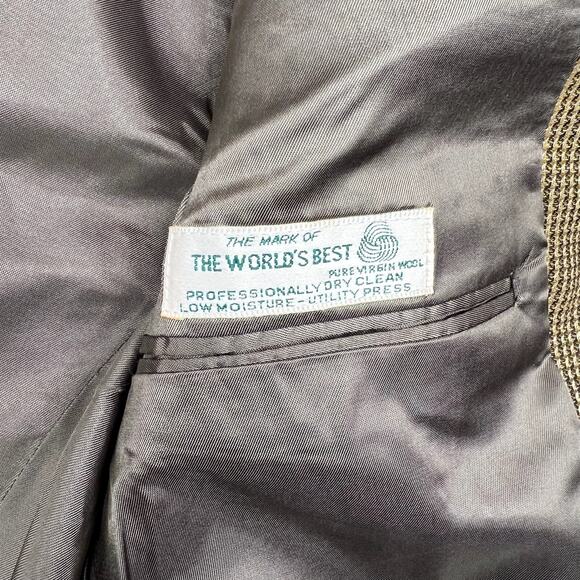 THE MARK OF
THE WORLD'S BEST
PURE VIRGIN WOOL
PROFESSIONALLY DRY CLEAN
LOW MOISTURE - UTILITY PRESS